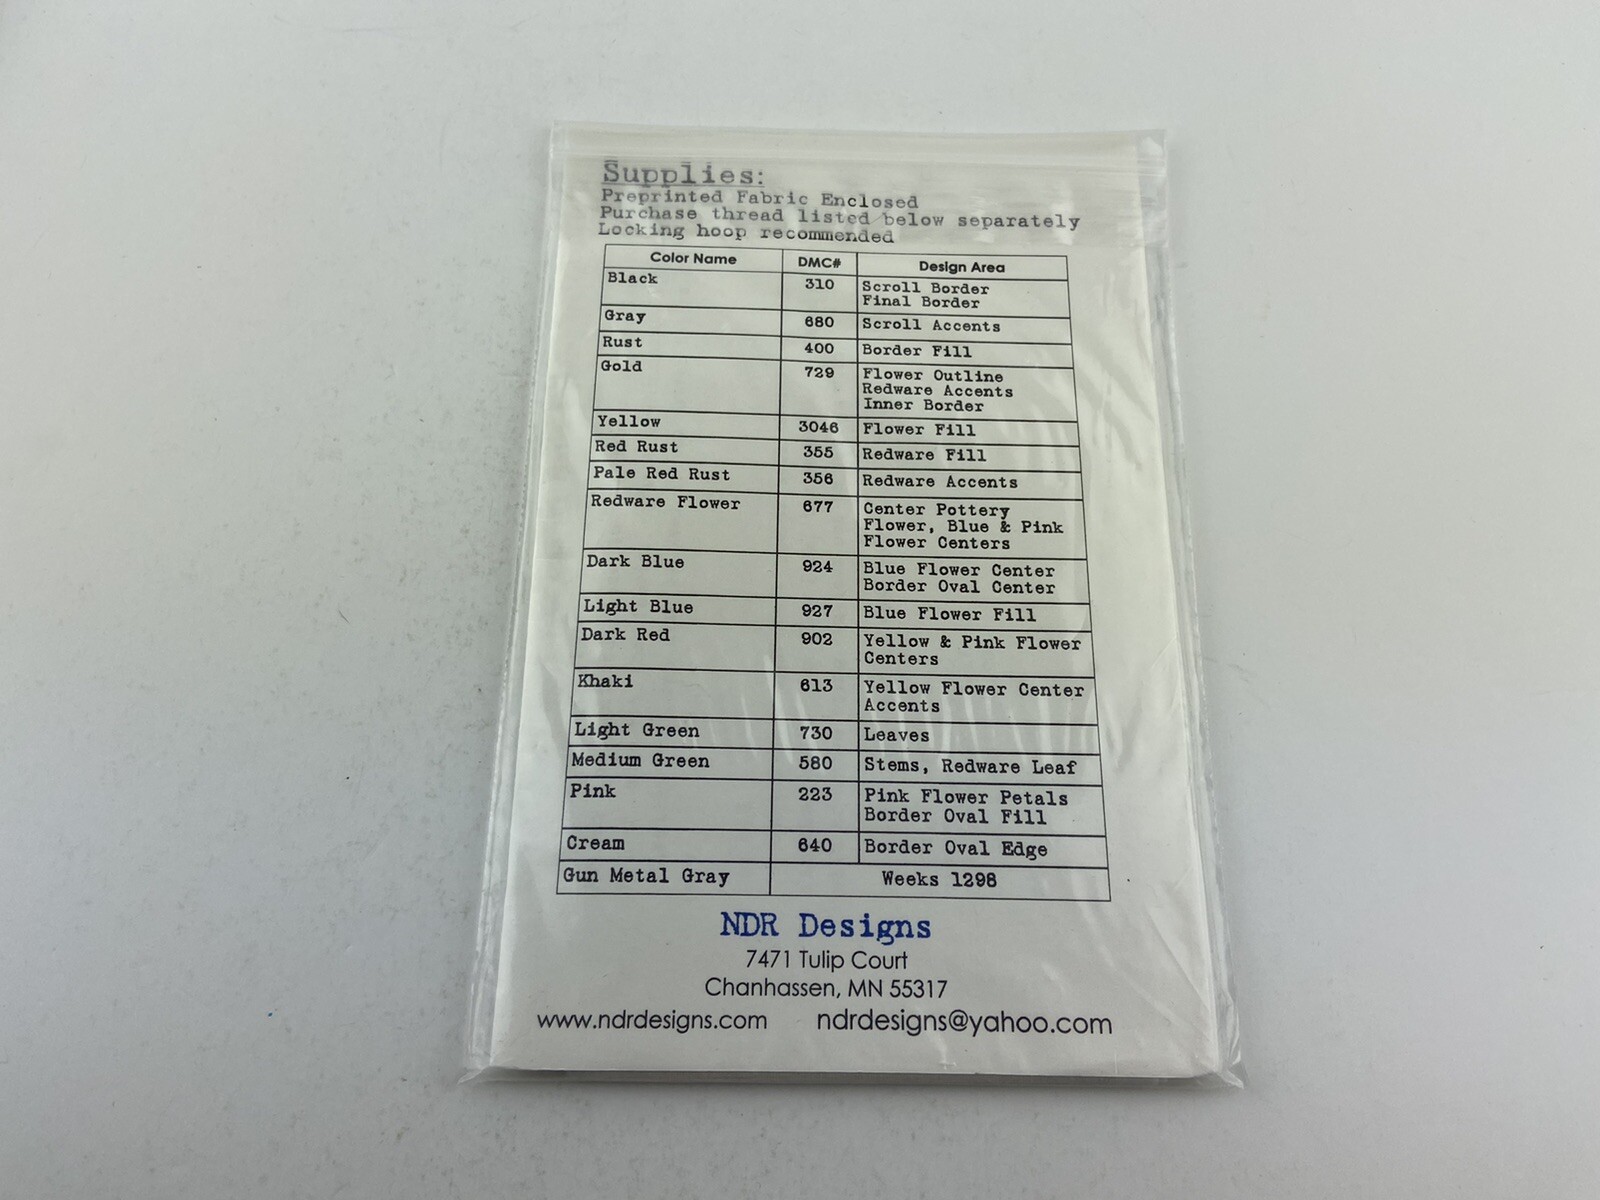 Supplies:
Preprinted Fabric Enclosed
Purchase thread listed below separately
Locking hoop recommended
Color Name DMC# Design Area
Black 310 Scroll Border
Final Border
Gray 680 Scroll Accents
Rust 400 Border Fill
Gold 729 Flower Outline
Redware Accents
Inner Border
Yellow 3046 Flower Fill
Red Rust 355 Redware Fill
Pale Red Rust 356 Redware Accents
Redware Flower 677 Center Pottery
Flower, Blue & Pink
Flower Centers
Dark Blue 924 Blue Flower Center
Border Oval Center
Light Blue 927 Blue Flower Fill
Dark Red 902 Yellow & Pink Flower
Centers
Khaki 613 Yellow Flower Center
Accents
Light Green 730 Leaves
Medium Green 580 Stems, Redware Leaf
Pink 223 Pink Flower Petals
Border Oval Fill
Cream 640 Border Oval Edge
Gun Metal Gray Weeks 1298
NDR Designs
7471 Tulip Court
Chanhassen, MN 55317
www.ndrdesigns.com ndrdesigns@yahoo.com